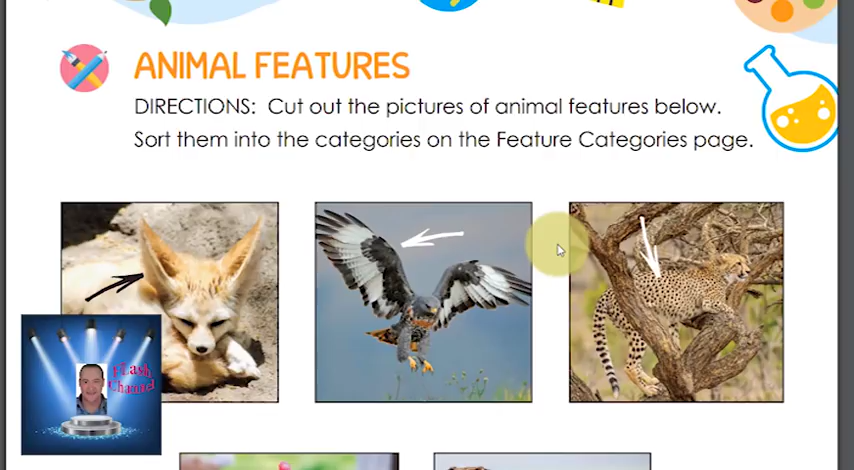 ANIMAL FEATURES
DIRECTIONS: Cut out the pictures of animal features below.
Sort them into the categories on the Feature Categories page.
FLash
Channel